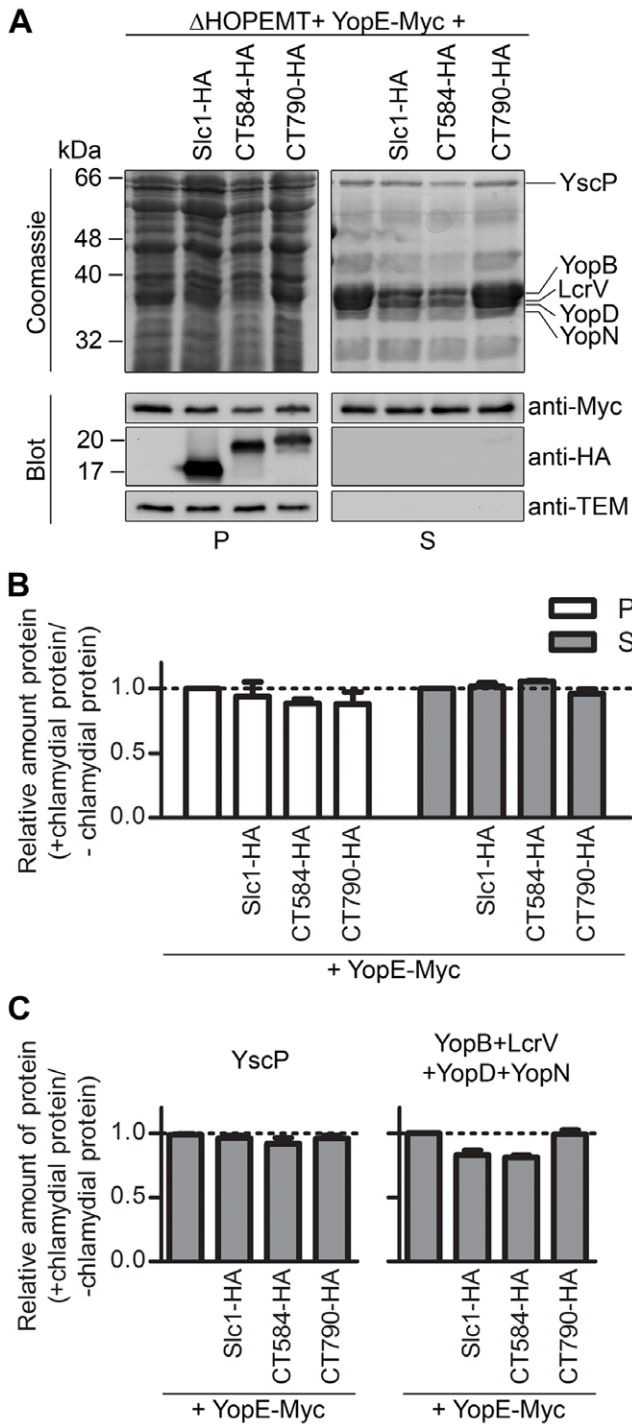 A
ΔHOPEMT+ YopE-Myc +
Slc1-HA CT584-HA CT790-HA Slc1-HA CT584-HA CT790-HA
kDa
66
48
40
32
Coomassie
YscP
YopB
LcrV
YopD
YopN
Blot
anti-Myc
20
17
anti-HA
anti-TEM
P S
B
P
S
Relative amount protein
(+chlamydial protein/
- chlamydial protein)
1.0
0.5
0.0
Slc1-HA CT584-HA CT790-HA Slc1-HA CT584-HA CT790-HA
+ YopE-Myc
C
YscP
YopB+LcrV
+YopD+YopN
Relative amount of protein
(+chlamydial protein/
-chlamydial protein)
1.0
0.5
0.0
Slc1-HA CT584-HA CT790-HA Slc1-HA CT584-HA CT790-HA
+ YopE-Myc + YopE-Myc